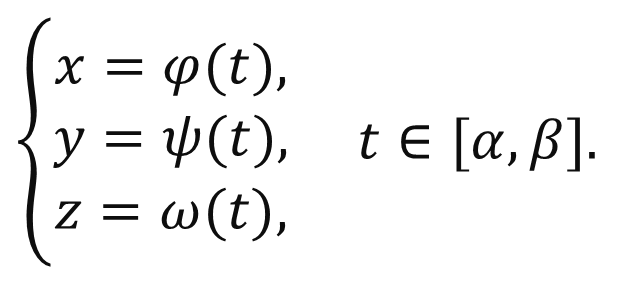 x = φ(t),
y = ψ(t), t ∈ [α, β].
z = ω(t),